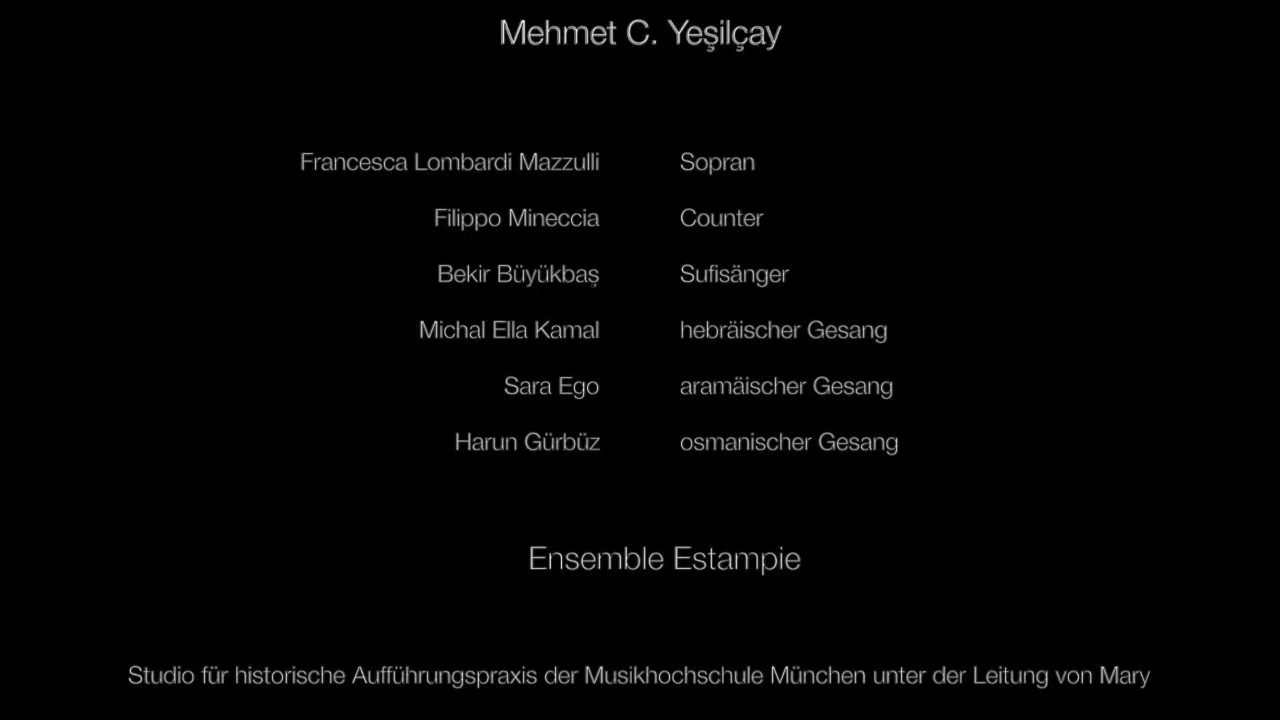 Mehmet C. Yeşilçay
Francesca Lombardi Mazzulli Sopran
Filippo Mineccia Counter
Bekir Büyükbaş Sufisänger
Michal Ella Kamal hebräischer Gesang
Sara Ego aramäischer Gesang
Harun Gürbüz osmanischer Gesang
Ensemble Estampie
Studio für historische Aufführungspraxis der Musikhochschule München unter der Leitung von Mary